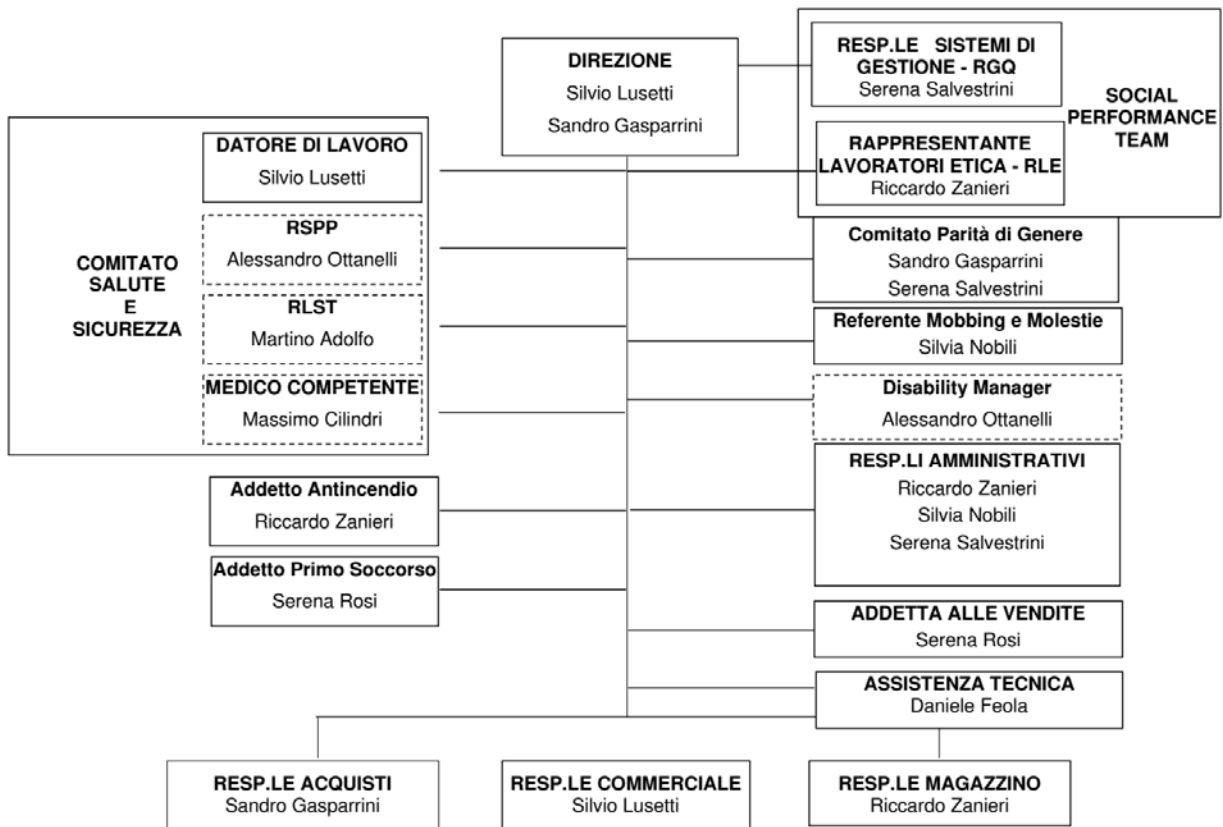 DIREZIONE
Silvio Lusetti
Sandro Gasparrini
RESP.LE SISTEMI DI
GESTIONE - RGQ
Serena Salvestrini
RAPPRESENTANTE
LAVORATORI ETICA - RLE
Riccardo Zanieri
SOCIAL
PERFORMANCE
TEAM
COMITATO
SALUTE
E
SICUREZZA
DATORE DI LAVORO
Silvio Lusetti
RSPP
Alessandro Ottanelli
RLST
Martino Adolfo
MEDICO COMPETENTE
Massimo Cilindri
Addetto Antincendio
Riccardo Zanieri
Addetto Primo Soccorso
Serena Rosi
Comitato Parità di Genere
Sandro Gasparrini
Serena Salvestrini
Referente Mobbing e Molestie
Silvia Nobili
Disability Manager
Alessandro Ottanelli
RESP.LI AMMINISTRATIVI
Riccardo Zanieri
Silvia Nobili
Serena Salvestrini
ADDETTA ALLE VENDITE
Serena Rosi
ASSISTENZA TECNICA
Daniele Feola
RESP.LE ACQUISTI
Sandro Gasparrini
RESP.LE COMMERCIALE
Silvio Lusetti
RESP.LE MAGAZZINO
Riccardo Zanieri